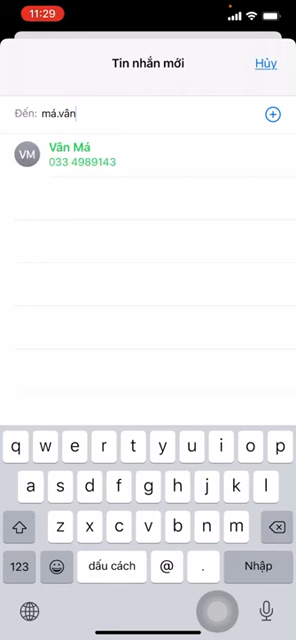 11:29
Tin nhắn mới
Hủy
Đến: má.vân
VM
Vân Má
033 4989143
q w e r t y u i o p
a s d f g h j k l
z x c v b n m
123 dấu cách @ . Nhập